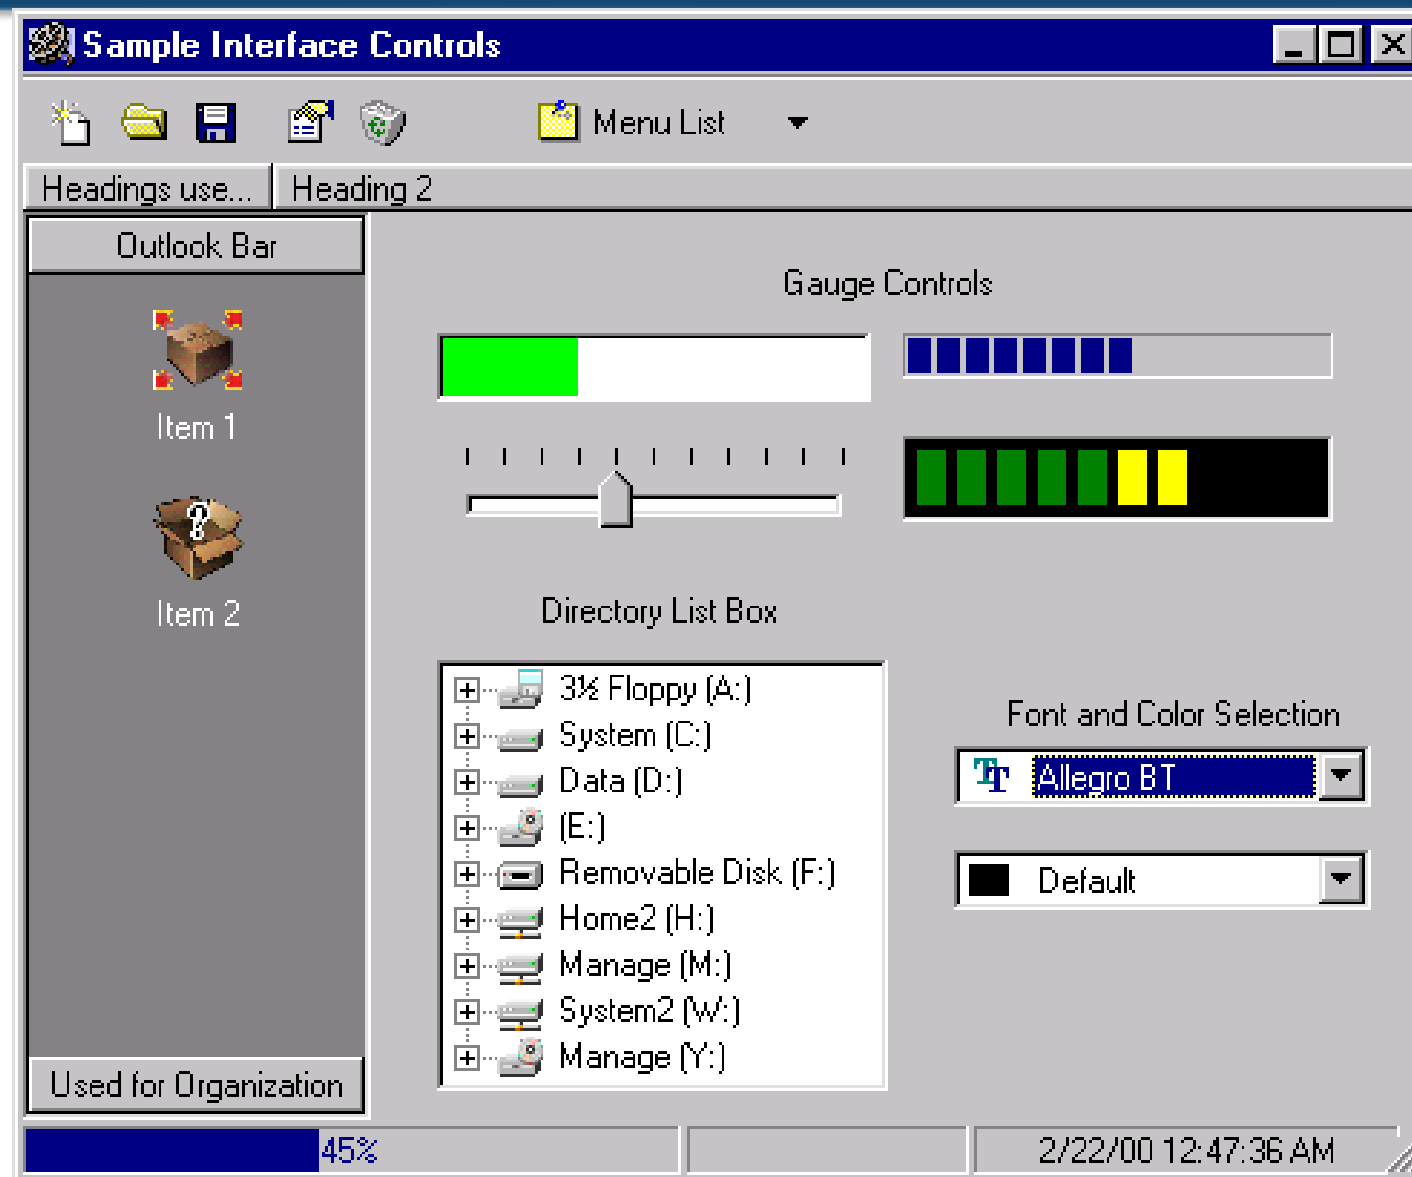 Sample Interface Controls
Menu List
Headings use... Heading 2
Outlook Bar
Item 1
Item 2
Used for Organization
Gauge Controls
Directory List Box
3½ Floppy (A:)
System (C:)
Data (D:)
(E:)
Removable Disk (F:)
Home2 (H:)
Manage (M:)
System2 (W:)
Manage (Y:)
Font and Color Selection
Allegro BT
Default
45%
2/22/00 12:47:36 AM